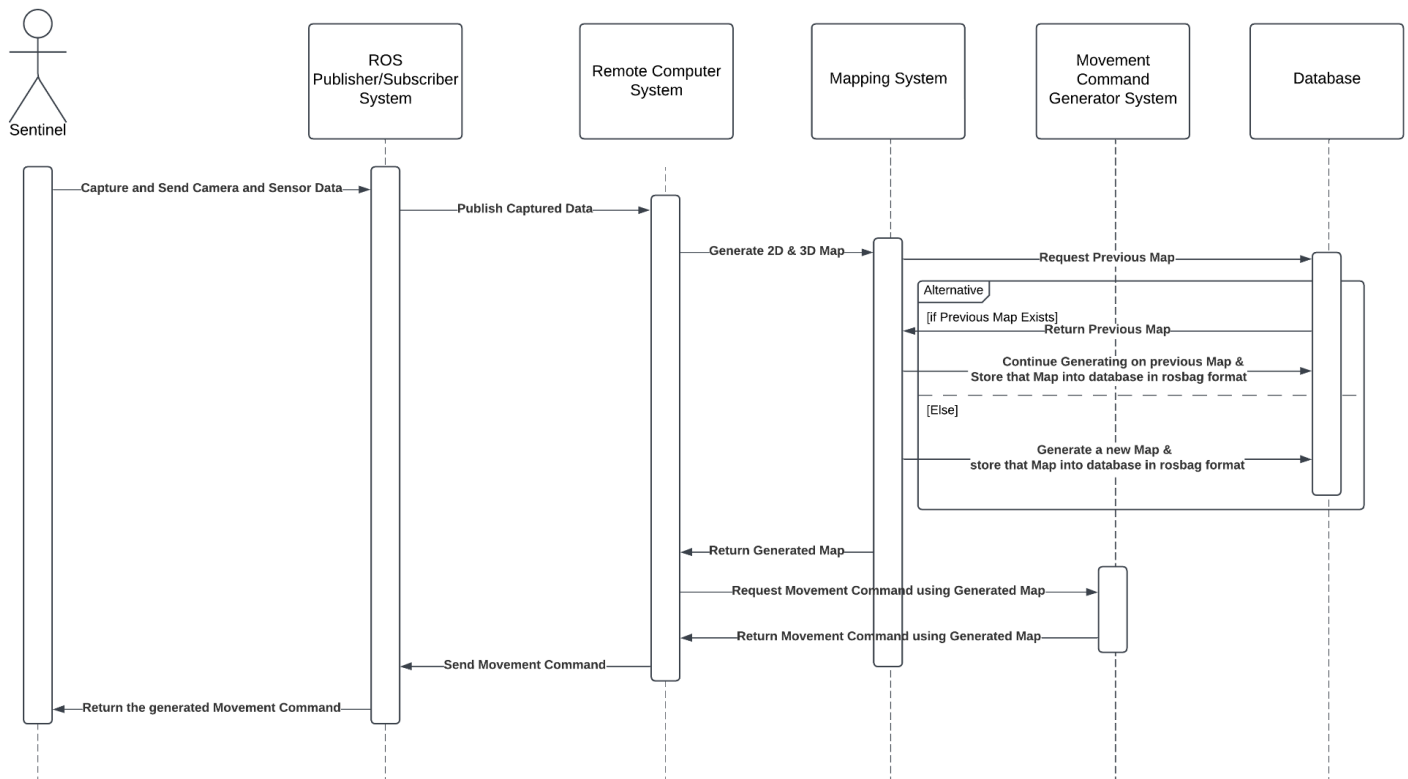 Sentinel
ROS
Publisher/Subscriber
System
Remote Computer
System
Mapping System
Movement
Command
Generator System
Database
Capture and Send Camera and Sensor Data
Publish Captured Data
Generate 2D & 3D Map
Request Previous Map
Alternative
[if Previous Map Exists]
Return Previous Map
Continue Generating on previous Map &
Store that Map into database in rosbag format
[Else]
Generate a new Map &
store that Map into database in rosbag format
Return Generated Map
Request Movement Command using Generated Map
Return Movement Command using Generated Map
Send Movement Command
Return the generated Movement Command